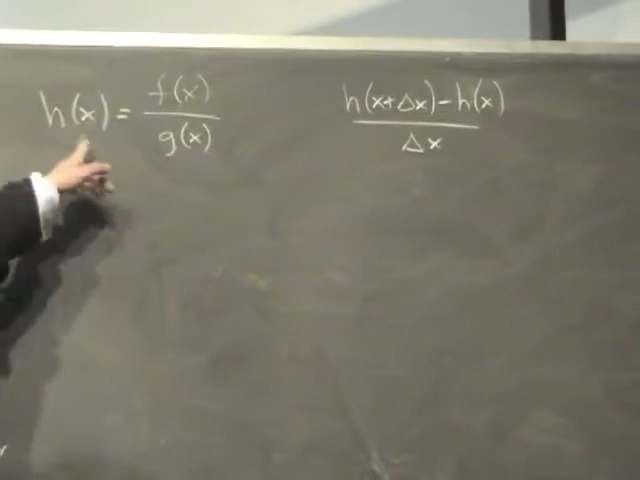 h(x) = f(x)/g(x)
h(x+Δx)-h(x)/Δx